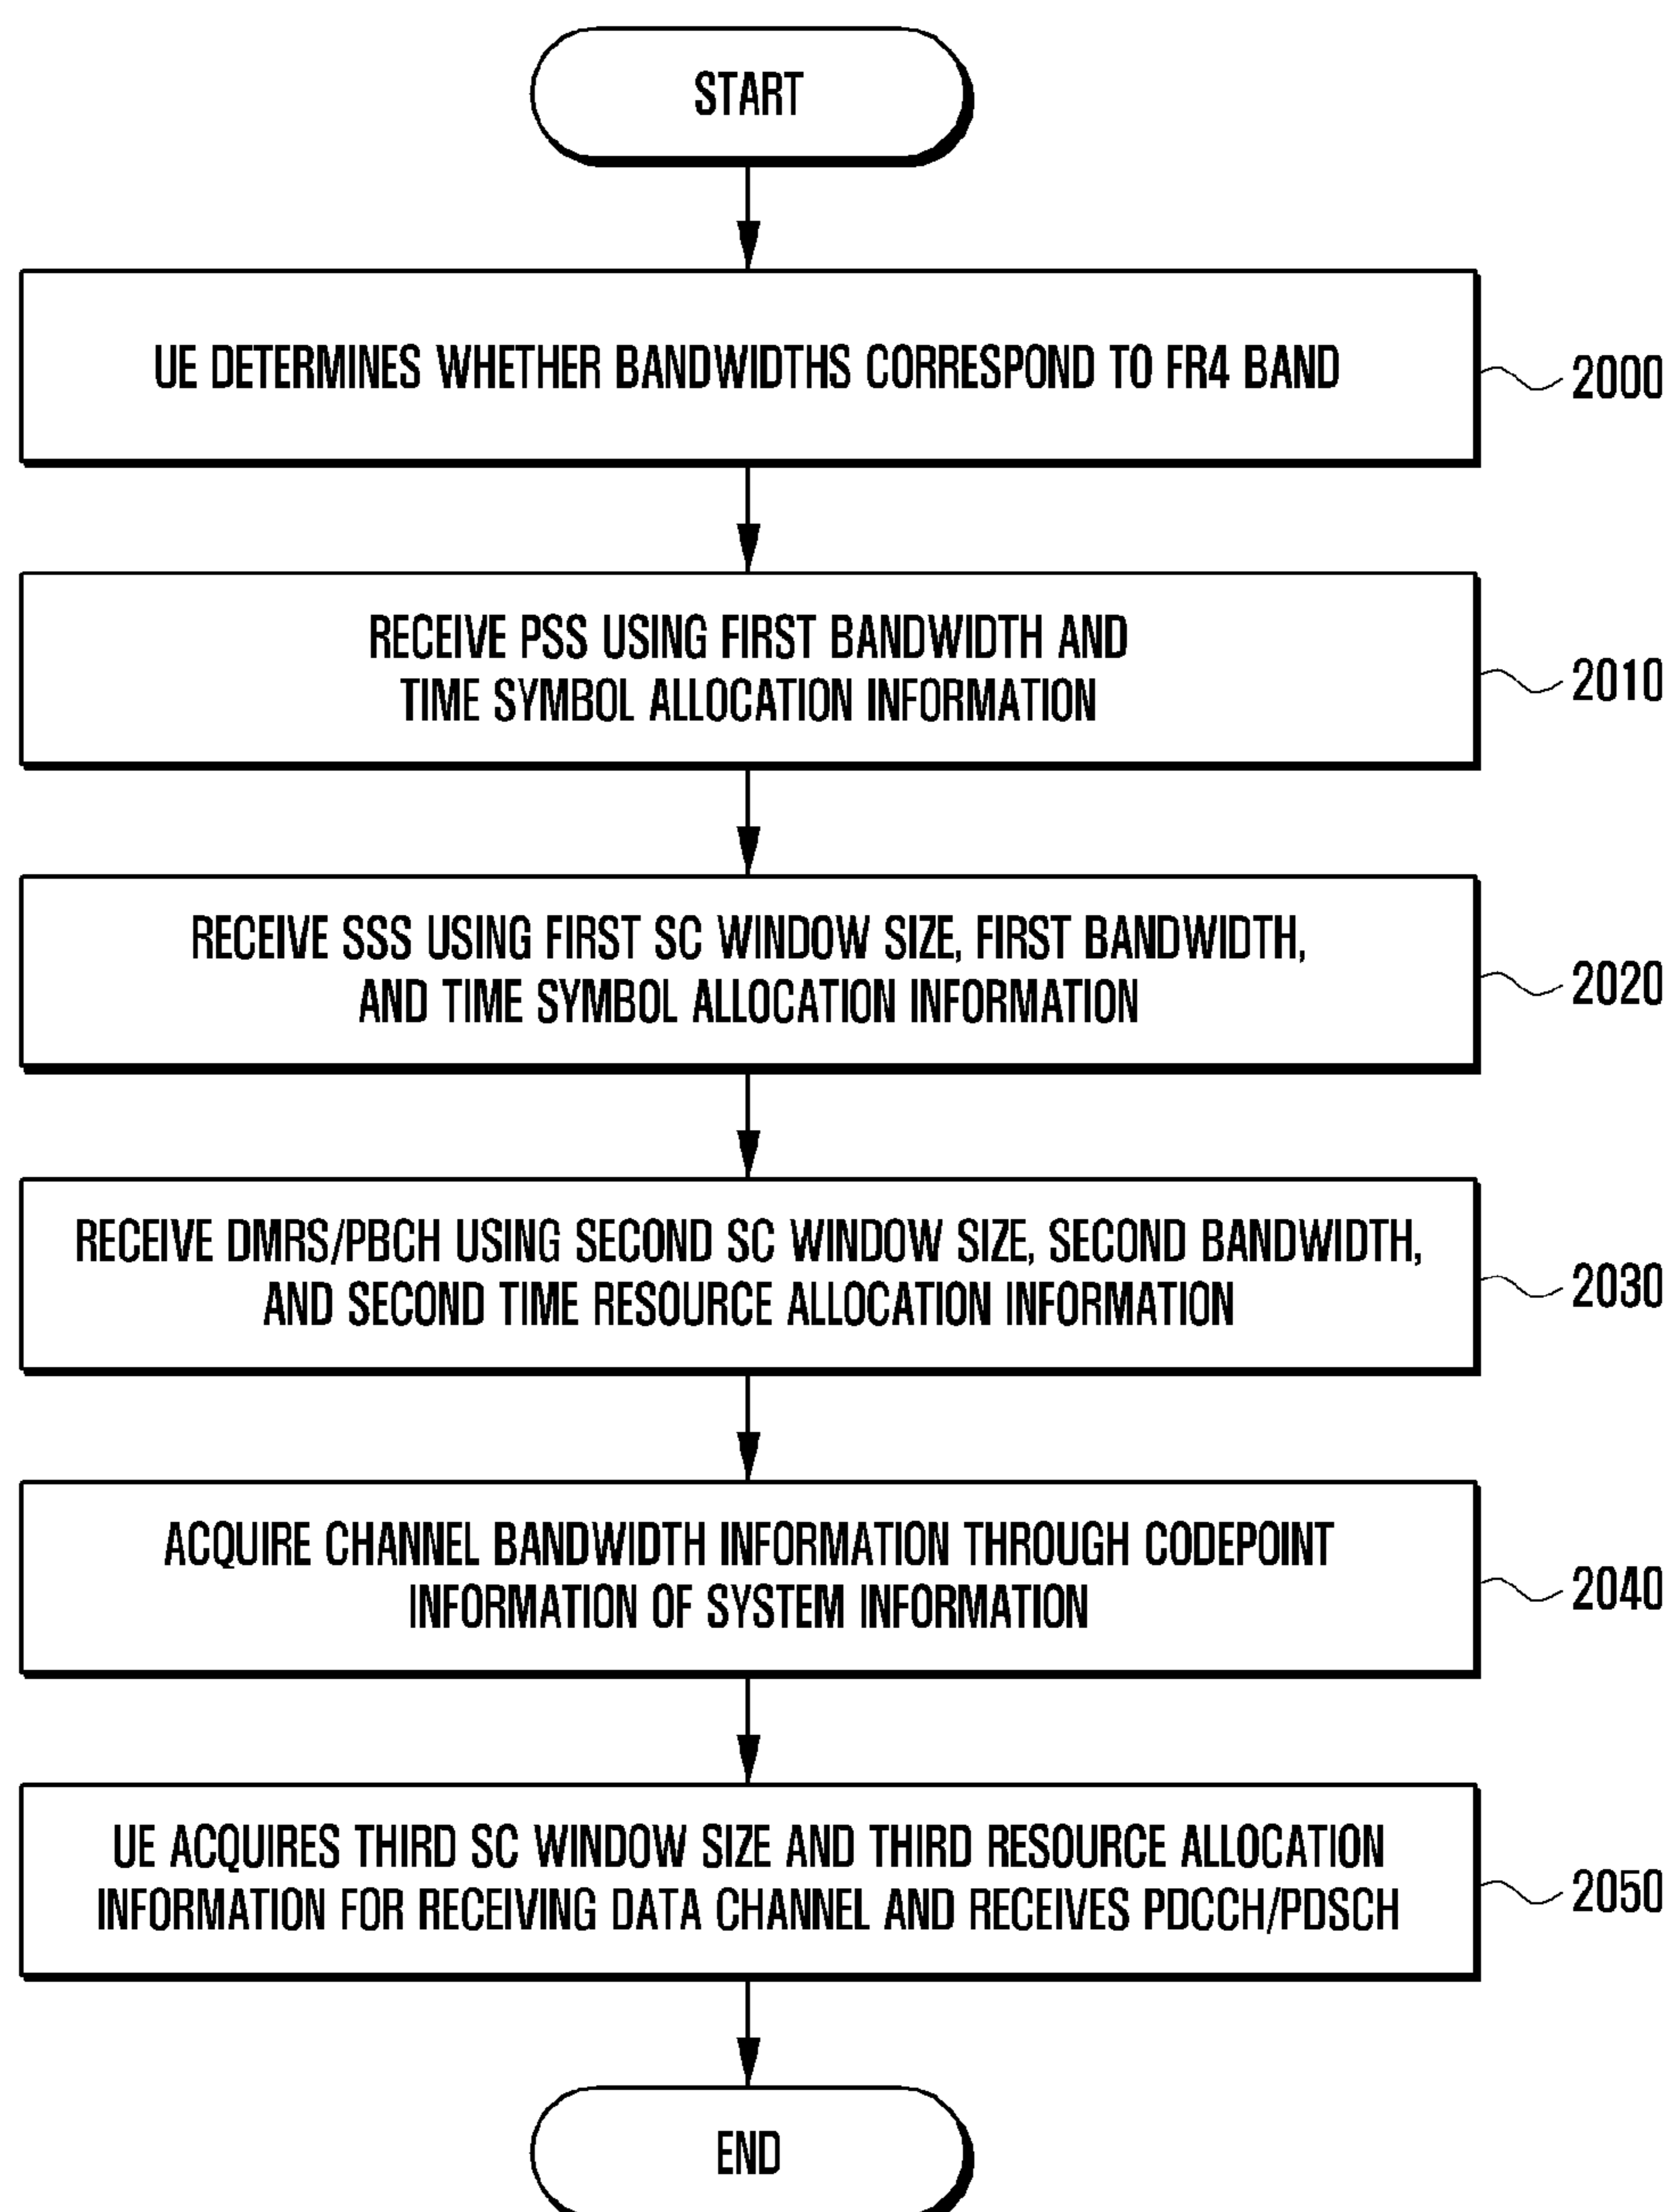 START
UE DETERMINES WHETHER BANDWIDTHS CORRESPOND TO FR4 BAND
2000
RECEIVE PSS USING FIRST BANDWIDTH AND
TIME SYMBOL ALLOCATION INFORMATION
2010
RECEIVE SSS USING FIRST SC WINDOW SIZE, FIRST BANDWIDTH,
AND TIME SYMBOL ALLOCATION INFORMATION
2020
RECEIVE DMRS/PBCH USING SECOND SC WINDOW SIZE, SECOND BANDWIDTH,
AND SECOND TIME RESOURCE ALLOCATION INFORMATION
2030
ACQUIRE CHANNEL BANDWIDTH INFORMATION THROUGH CODEPOINT
INFORMATION OF SYSTEM INFORMATION
2040
UE ACQUIRES THIRD SC WINDOW SIZE AND THIRD RESOURCE ALLOCATION
INFORMATION FOR RECEIVING DATA CHANNEL AND RECEIVES PDCCH/PDSCH
2050
END